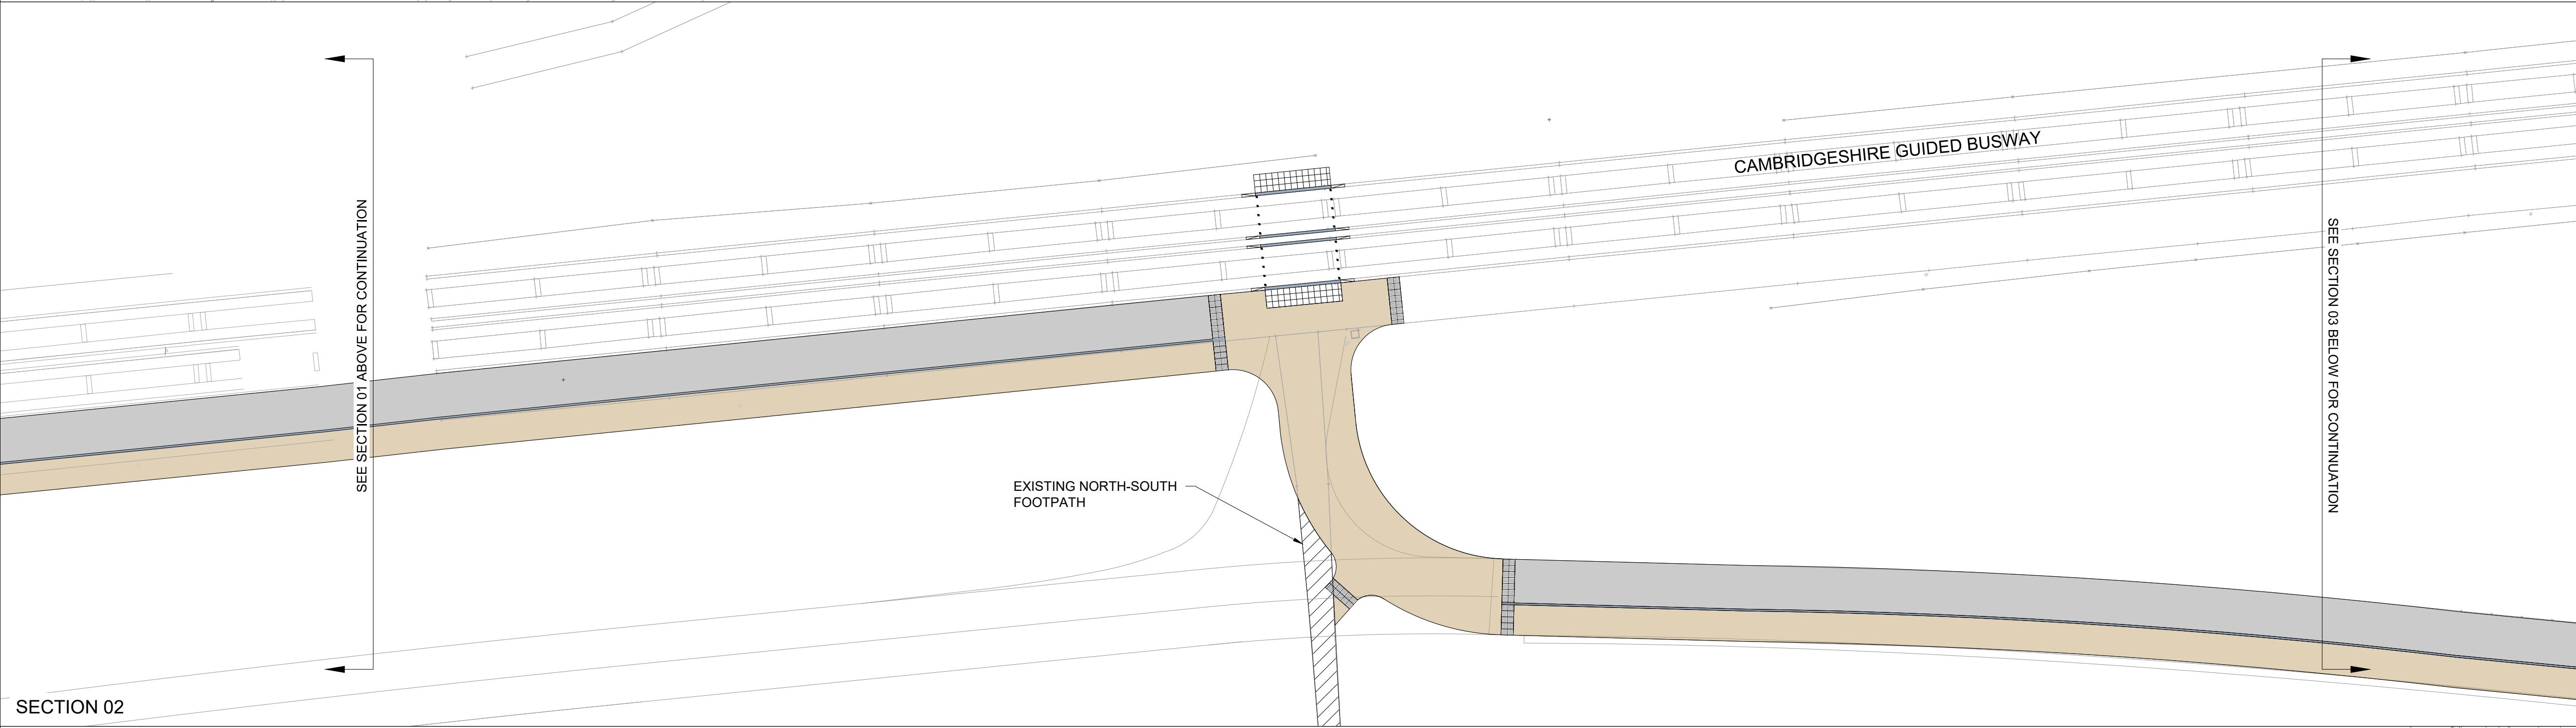 CAMBRIDGESHIRE GUIDED BUSWAY
SEE SECTION 01 ABOVE FOR CONTINUATION
SEE SECTION 03 BELOW FOR CONTINUATION
EXISTING NORTH-SOUTH
FOOTPATH
SECTION 02